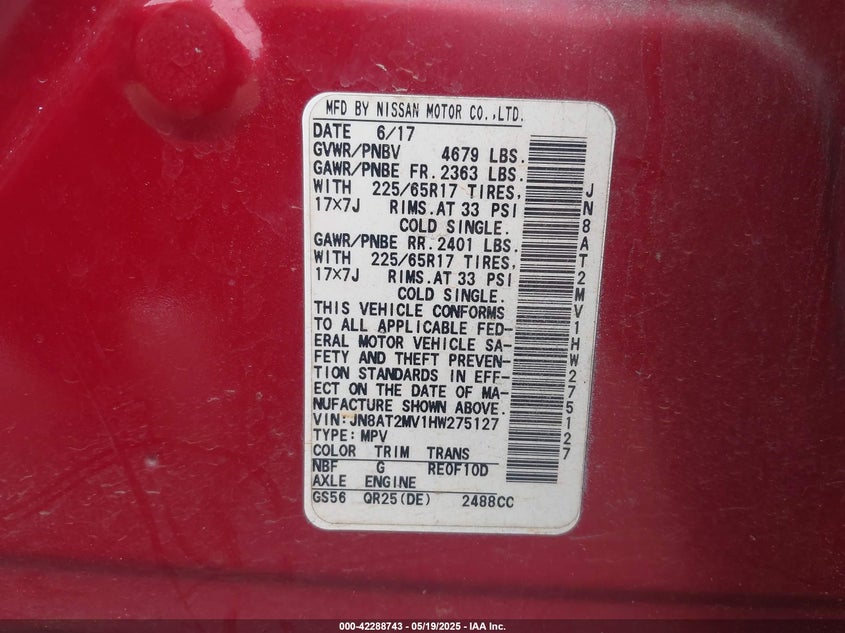 MFD BY NISSAN MOTOR CO.,LTD.
DATE 6/17
GVWR/PNBV 4679 LBS.
GAWR/PNBE FR. 2363 LBS.
WITH 225/65R17 TIRES,
17×7J RIMS.AT 33 PSI
COLD SINGLE.
GAWR/PNBE RR. 2401 LBS.
WITH 225/65R17 TIRES,
17×7J RIMS.AT 33 PSI
COLD SINGLE.
THIS VEHICLE CONFORMS
TO ALL APPLICABLE FED-
ERAL MOTOR VEHICLE SA-
FETY AND THEFT PREVEN-
TION STANDARDS IN EFF-
ECT ON THE DATE OF MA-
NUFACTURE SHOWN ABOVE.
VIN:JN8AT2MV1HW275127
TYPE:MPV
COLOR TRIM TRANS
NBF G RE0F10D
AXLE ENGINE
GS56 QR25(DE) 2488CC
JN8AT2MV1HW275127
000-42288743 - 05/19/2025 - IAA Inc.